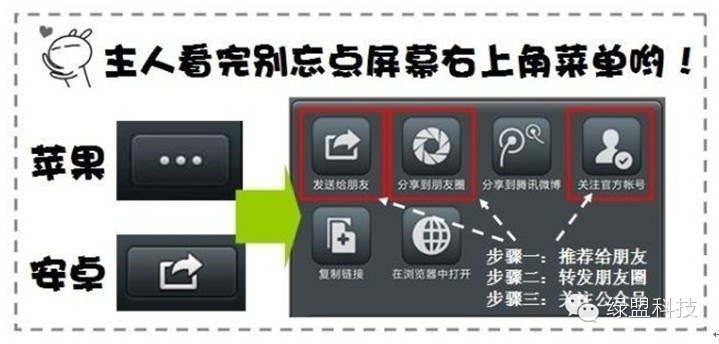 主人看完别忘点屏幕右上角菜单哟！
苹果
安卓
发送给朋友
分享到朋友圈
分享到腾讯微博
关注官方帐号
复制链接
在浏览器中打开
步骤一：推荐给朋友
步骤二：转发朋友圈
步骤三：关注公众号
绿盟科技